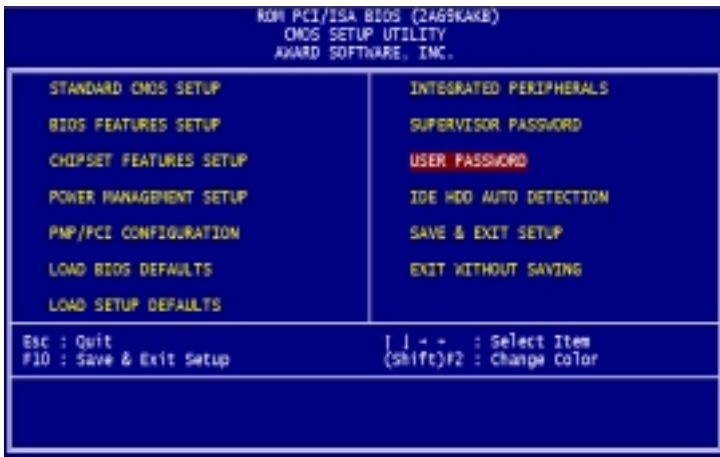 ROM PCI/ISA BIOS (2A69KAKB)
CMOS SETUP UTILITY
AWARD SOFTWARE, INC.
STANDARD CMOS SETUP
BIOS FEATURES SETUP
CHIPSET FEATURES SETUP
POWER MANAGEMENT SETUP
PNP/PCI CONFIGURATION
LOAD BIOS DEFAULTS
LOAD SETUP DEFAULTS
INTEGRATED PERIPHERALS
SUPERVISOR PASSWORD
USER PASSWORD
IDE HDD AUTO DETECTION
SAVE & EXIT SETUP
EXIT WITHOUT SAVING
Esc : Quit
F10 : Save & Exit Setup
: Select Item
(Shift)F2 : Change Color